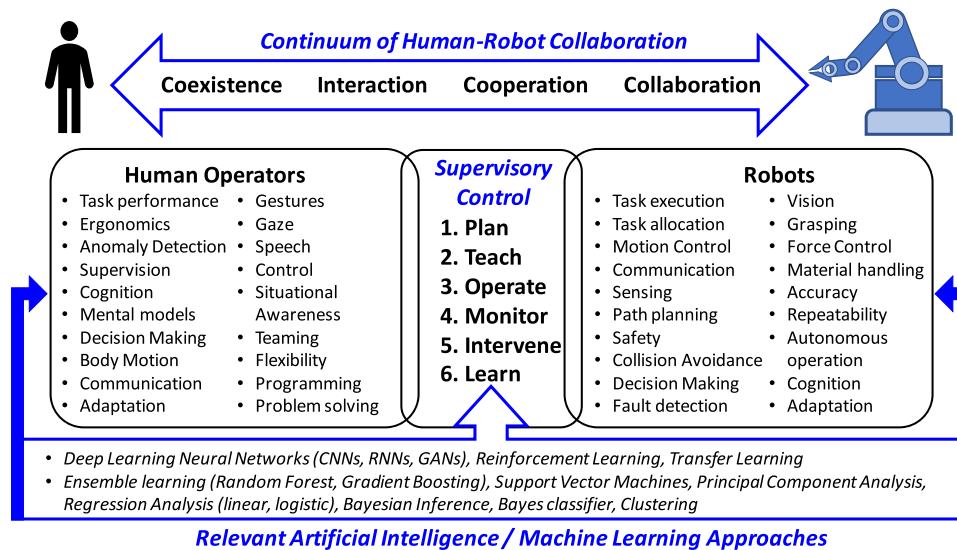 Continuum of Human-Robot Collaboration
Coexistence Interaction Cooperation Collaboration
Human Operators
• Task performance
• Ergonomics
• Anomaly Detection
• Supervision
• Cognition
• Mental models
• Decision Making
• Body Motion
• Communication
• Adaptation
• Gestures
• Gaze
• Speech
• Control
• Situational
Awareness
• Teaming
• Flexibility
• Programming
• Problem solving
Supervisory
Control
1. Plan
2. Teach
3. Operate
4. Monitor
5. Intervene
6. Learn
Robots
• Task execution
• Task allocation
• Motion Control
• Communication
• Sensing
• Path planning
• Safety
• Collision Avoidance
• Decision Making
• Fault detection
• Vision
• Grasping
• Force Control
• Material handling
• Accuracy
• Repeatability
• Autonomous
operation
• Cognition
• Adaptation
• Deep Learning Neural Networks (CNNs, RNNs, GANs), Reinforcement Learning, Transfer Learning
• Ensemble learning (Random Forest, Gradient Boosting), Support Vector Machines, Principal Component Analysis,
Regression Analysis (linear, logistic), Bayesian Inference, Bayes classifier, Clustering
Relevant Artificial Intelligence / Machine Learning Approaches